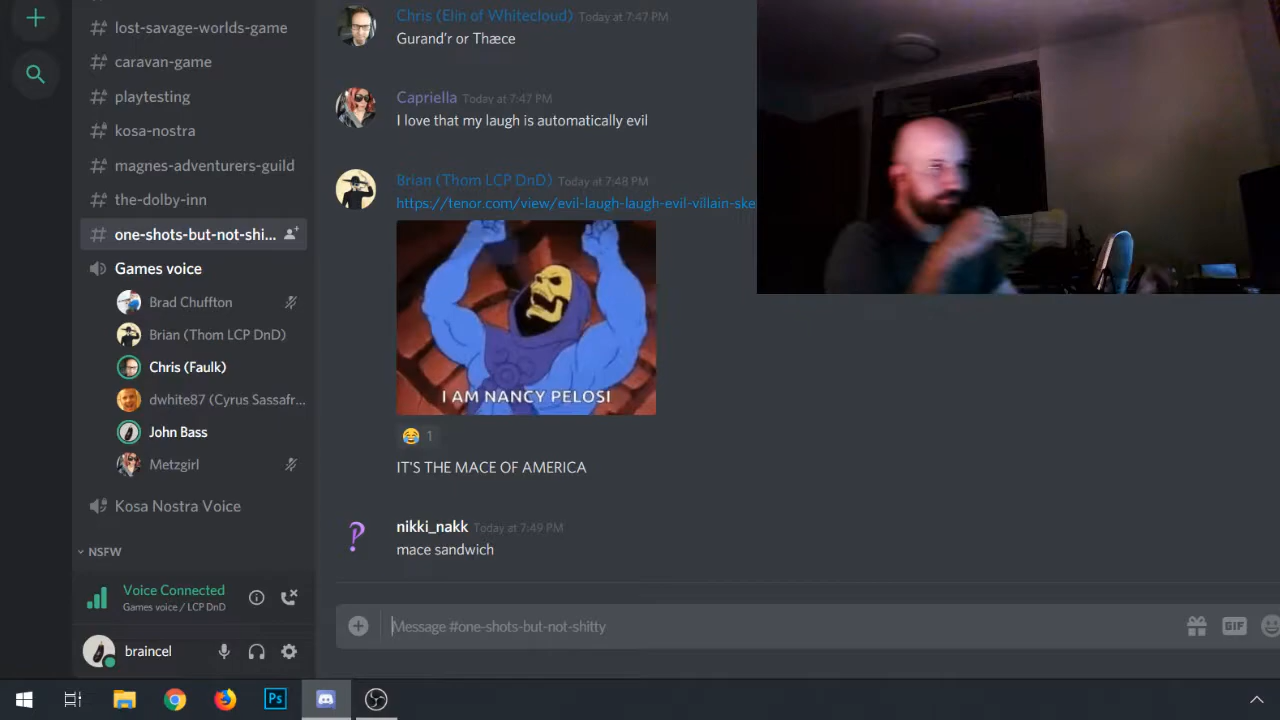 lost-savage-worlds-game
caravan-game
playtesting
kosa-nostra
magnes-adventurers-guild
the-dolby-inn
one-shots-but-not-shi...
Games voice
Brad Chuffton
Brian (Thom LCP DnD)
Chris (Faulk)
dwhite87 (Cyrus Sassafr...
John Bass
Metzgirl
Kosa Nostra Voice
NSFW
Voice Connected
Games voice / LCP DnD
braincel
Chris (Elin of Whitecloud) Today at 7:47 PM
Gurand'r or Thæce
Capriella Today at 7:47 PM
I love that my laugh is automatically evil
Brian (Thom LCP DnD) Today at 7:48 PM
https://tenor.com/view/evil-laugh-laugh-evil-villain-ske
I AM NANCY PELOSI
1
IT'S THE MACE OF AMERICA
nikki_nakk Today at 7:49 PM
mace sandwich
Message #one-shots-but-not-shitty
GIF
Ps